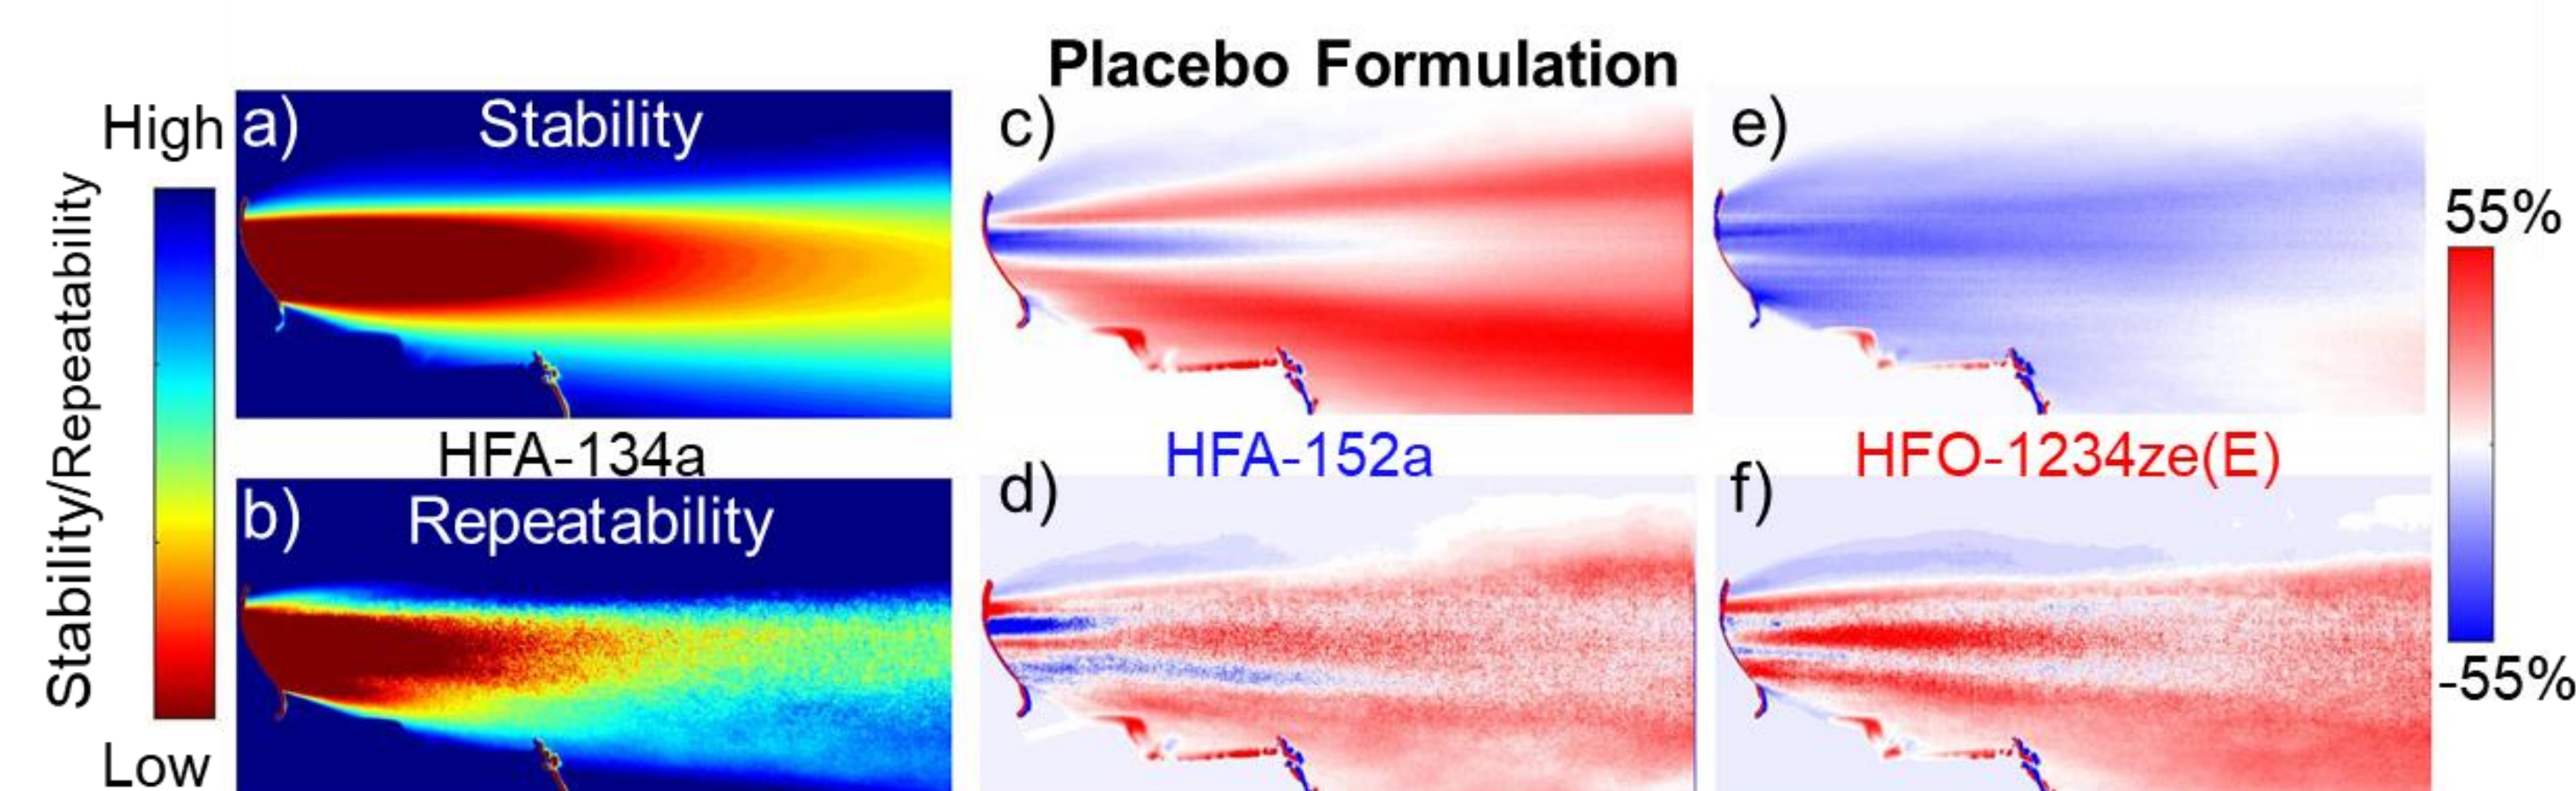 Placebo Formulation
High
a)
Stability
c)
e)
55%
Stability/Repeatability
HFA-134a
HFA-152a
HFO-1234ze(E)
b)
Repeatability
d)
f)
-55%
Low